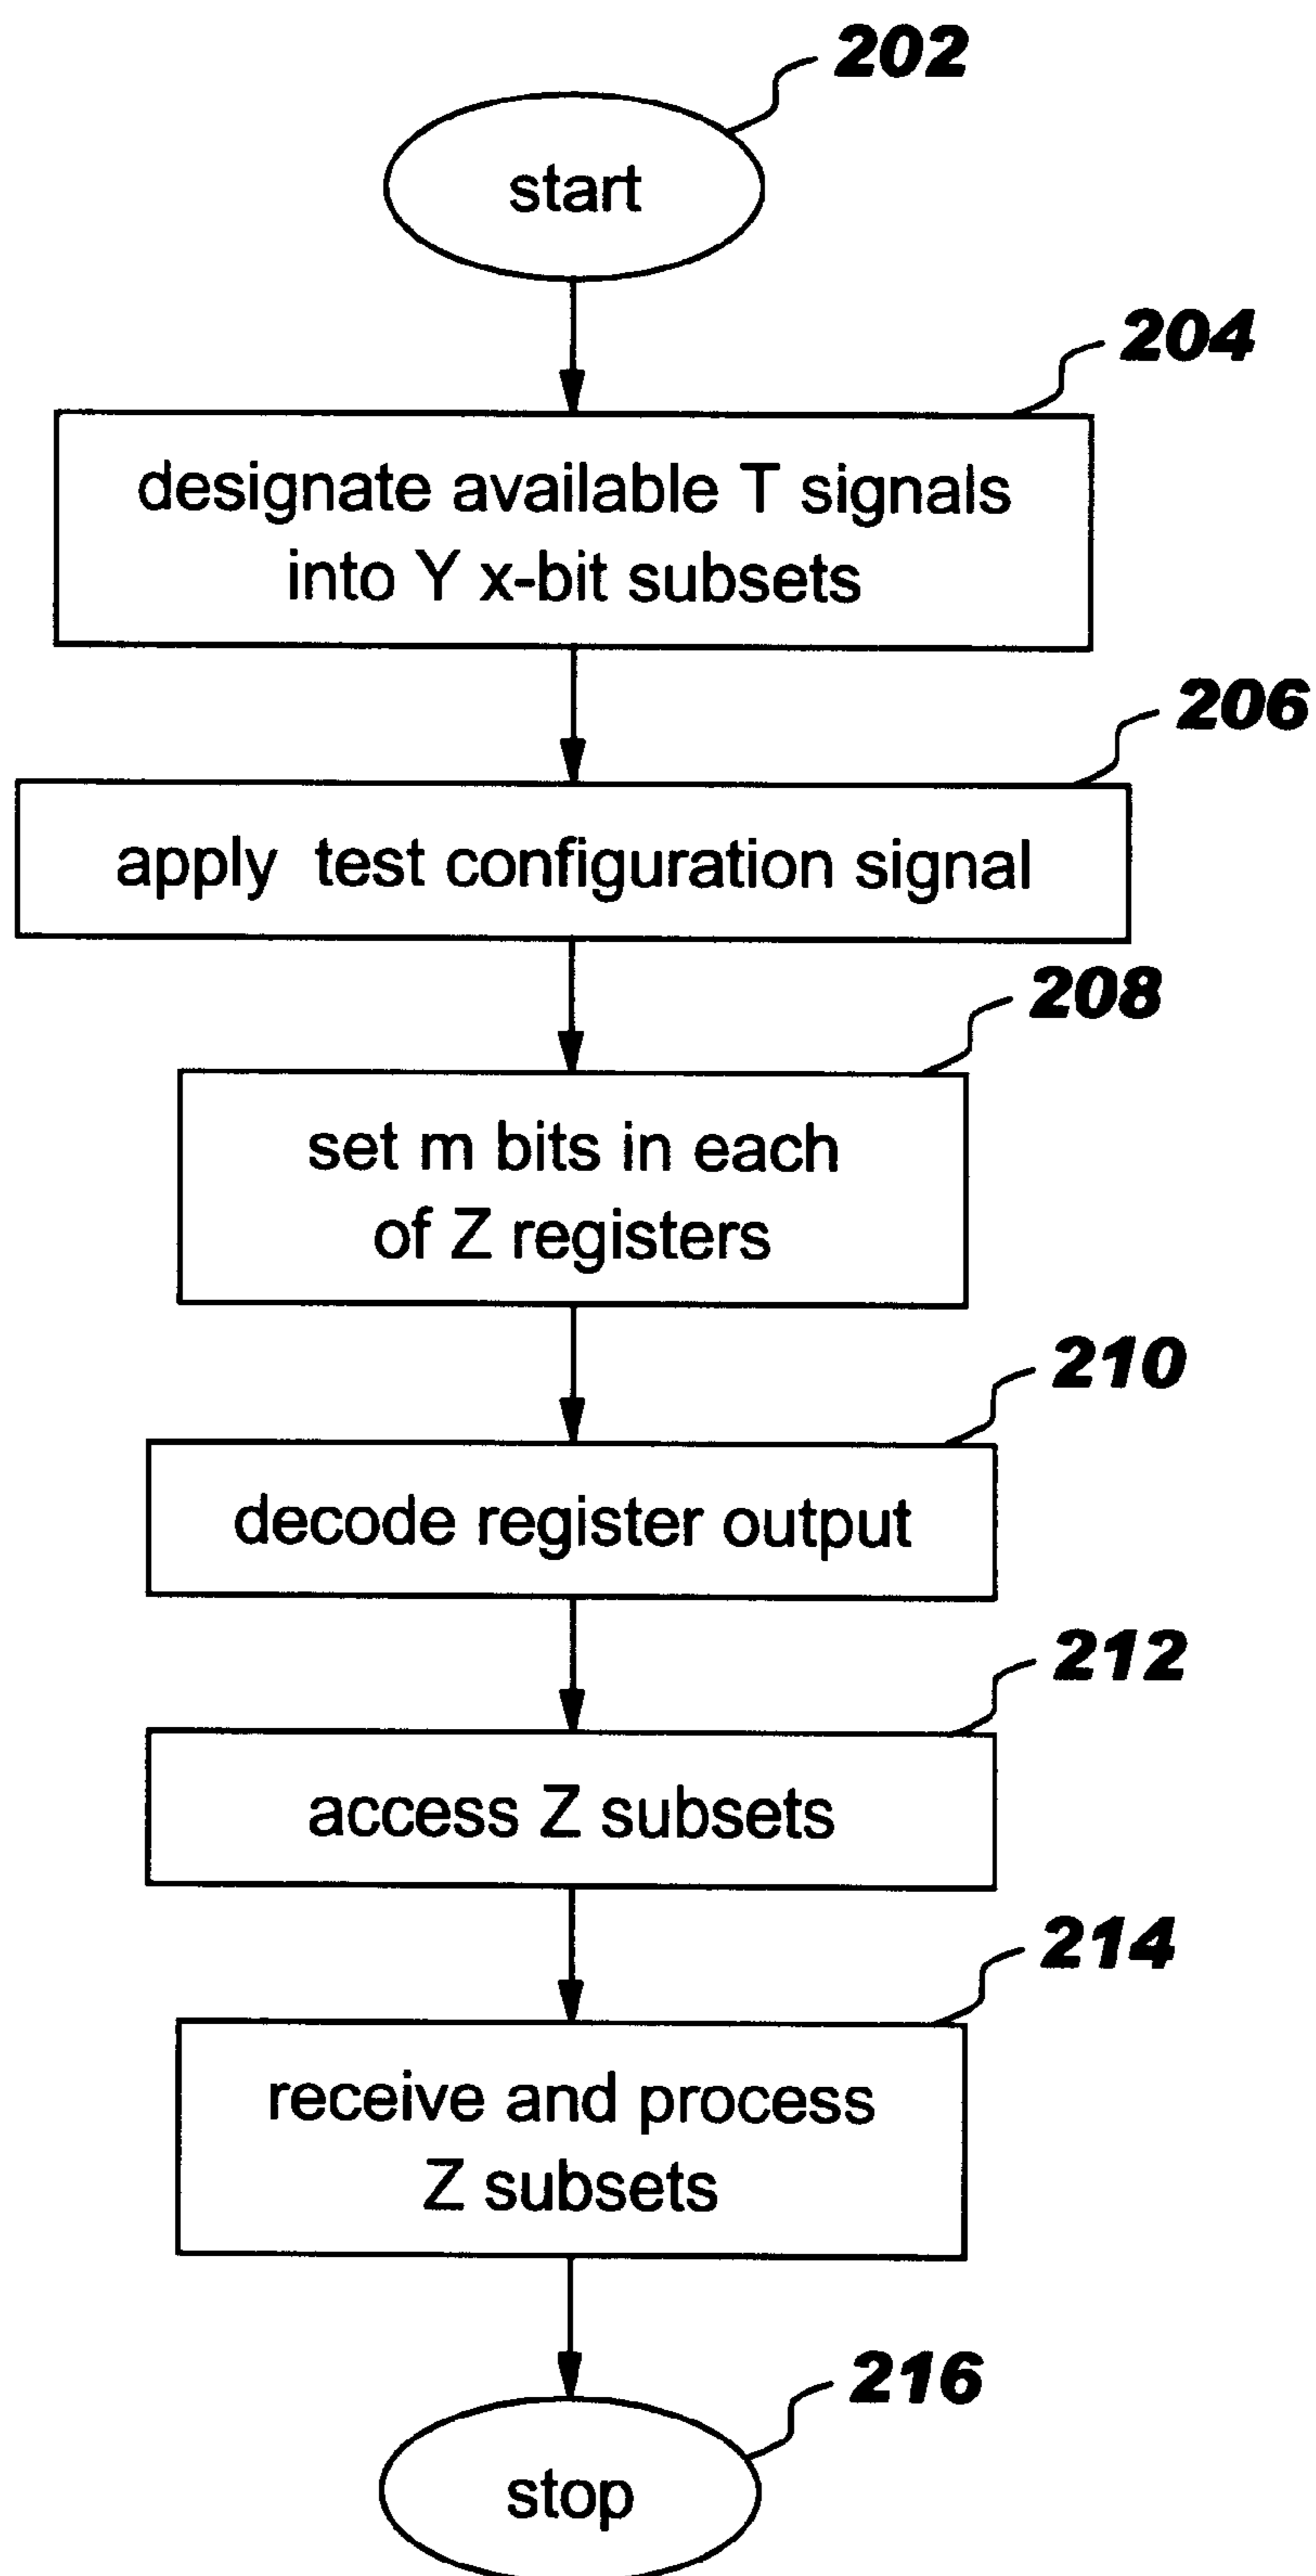 202
start
204
designate available T signals
into Y x-bit subsets
206
apply test configuration signal
208
set m bits in each
of Z registers
210
decode register output
212
access Z subsets
214
receive and process
Z subsets
216
stop